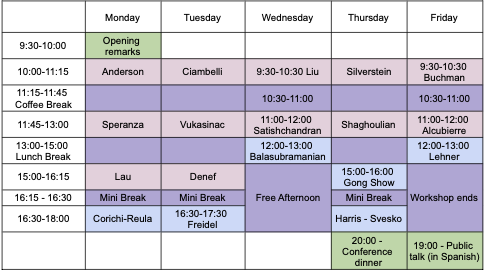 Monday Tuesday Wednesday Thursday Friday
9:30-10:00 Opening
remarks
10:00-11:15 Anderson Ciambelli 9:30-10:30 Liu Silverstein 9:30-10:30
Buchman
11:15-11:45
Coffee Break 10:30-11:00 10:30-11:00
11:45-13:00 Speranza Vukasinac 11:00-12:00
Satishchandran Shaghoulian 11:00-12:00
Alcubierre
13:00-15:00
Lunch Break 12:00-13:00
Balasubramanian 12:00-13:00
Lehner
15:00-16:15 Lau Denef Free Afternoon 15:00-16:00
Gong Show Workshop ends
16:15 - 16:30 Mini Break Mini Break Mini Break
16:30-18:00 Corichi-Reula 16:30-17:30
Freidel Harris - Svesko
20:00 -
Conference
dinner 19:00 - Public
talk (in Spanish)